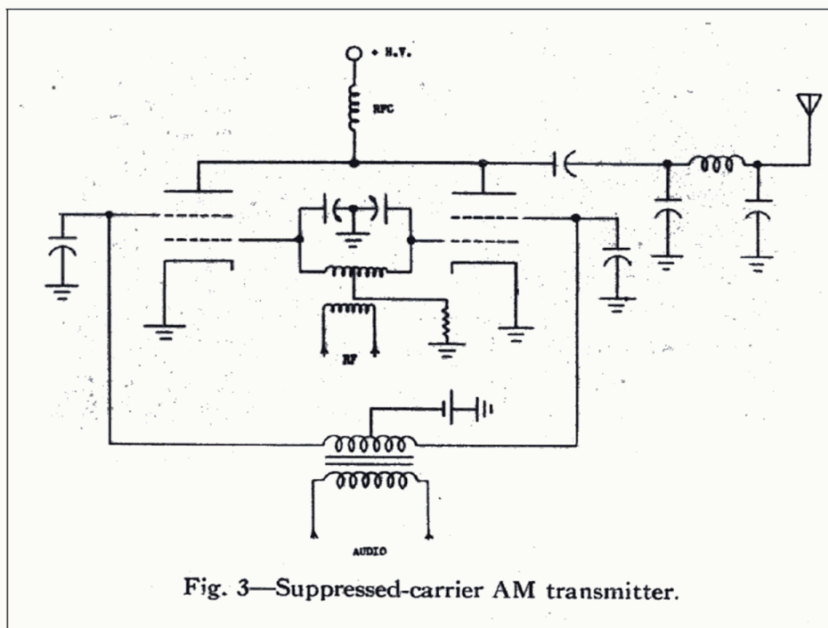 + H.V.
RFC
RF
AUDIO
Fig. 3—Suppressed-carrier AM transmitter.